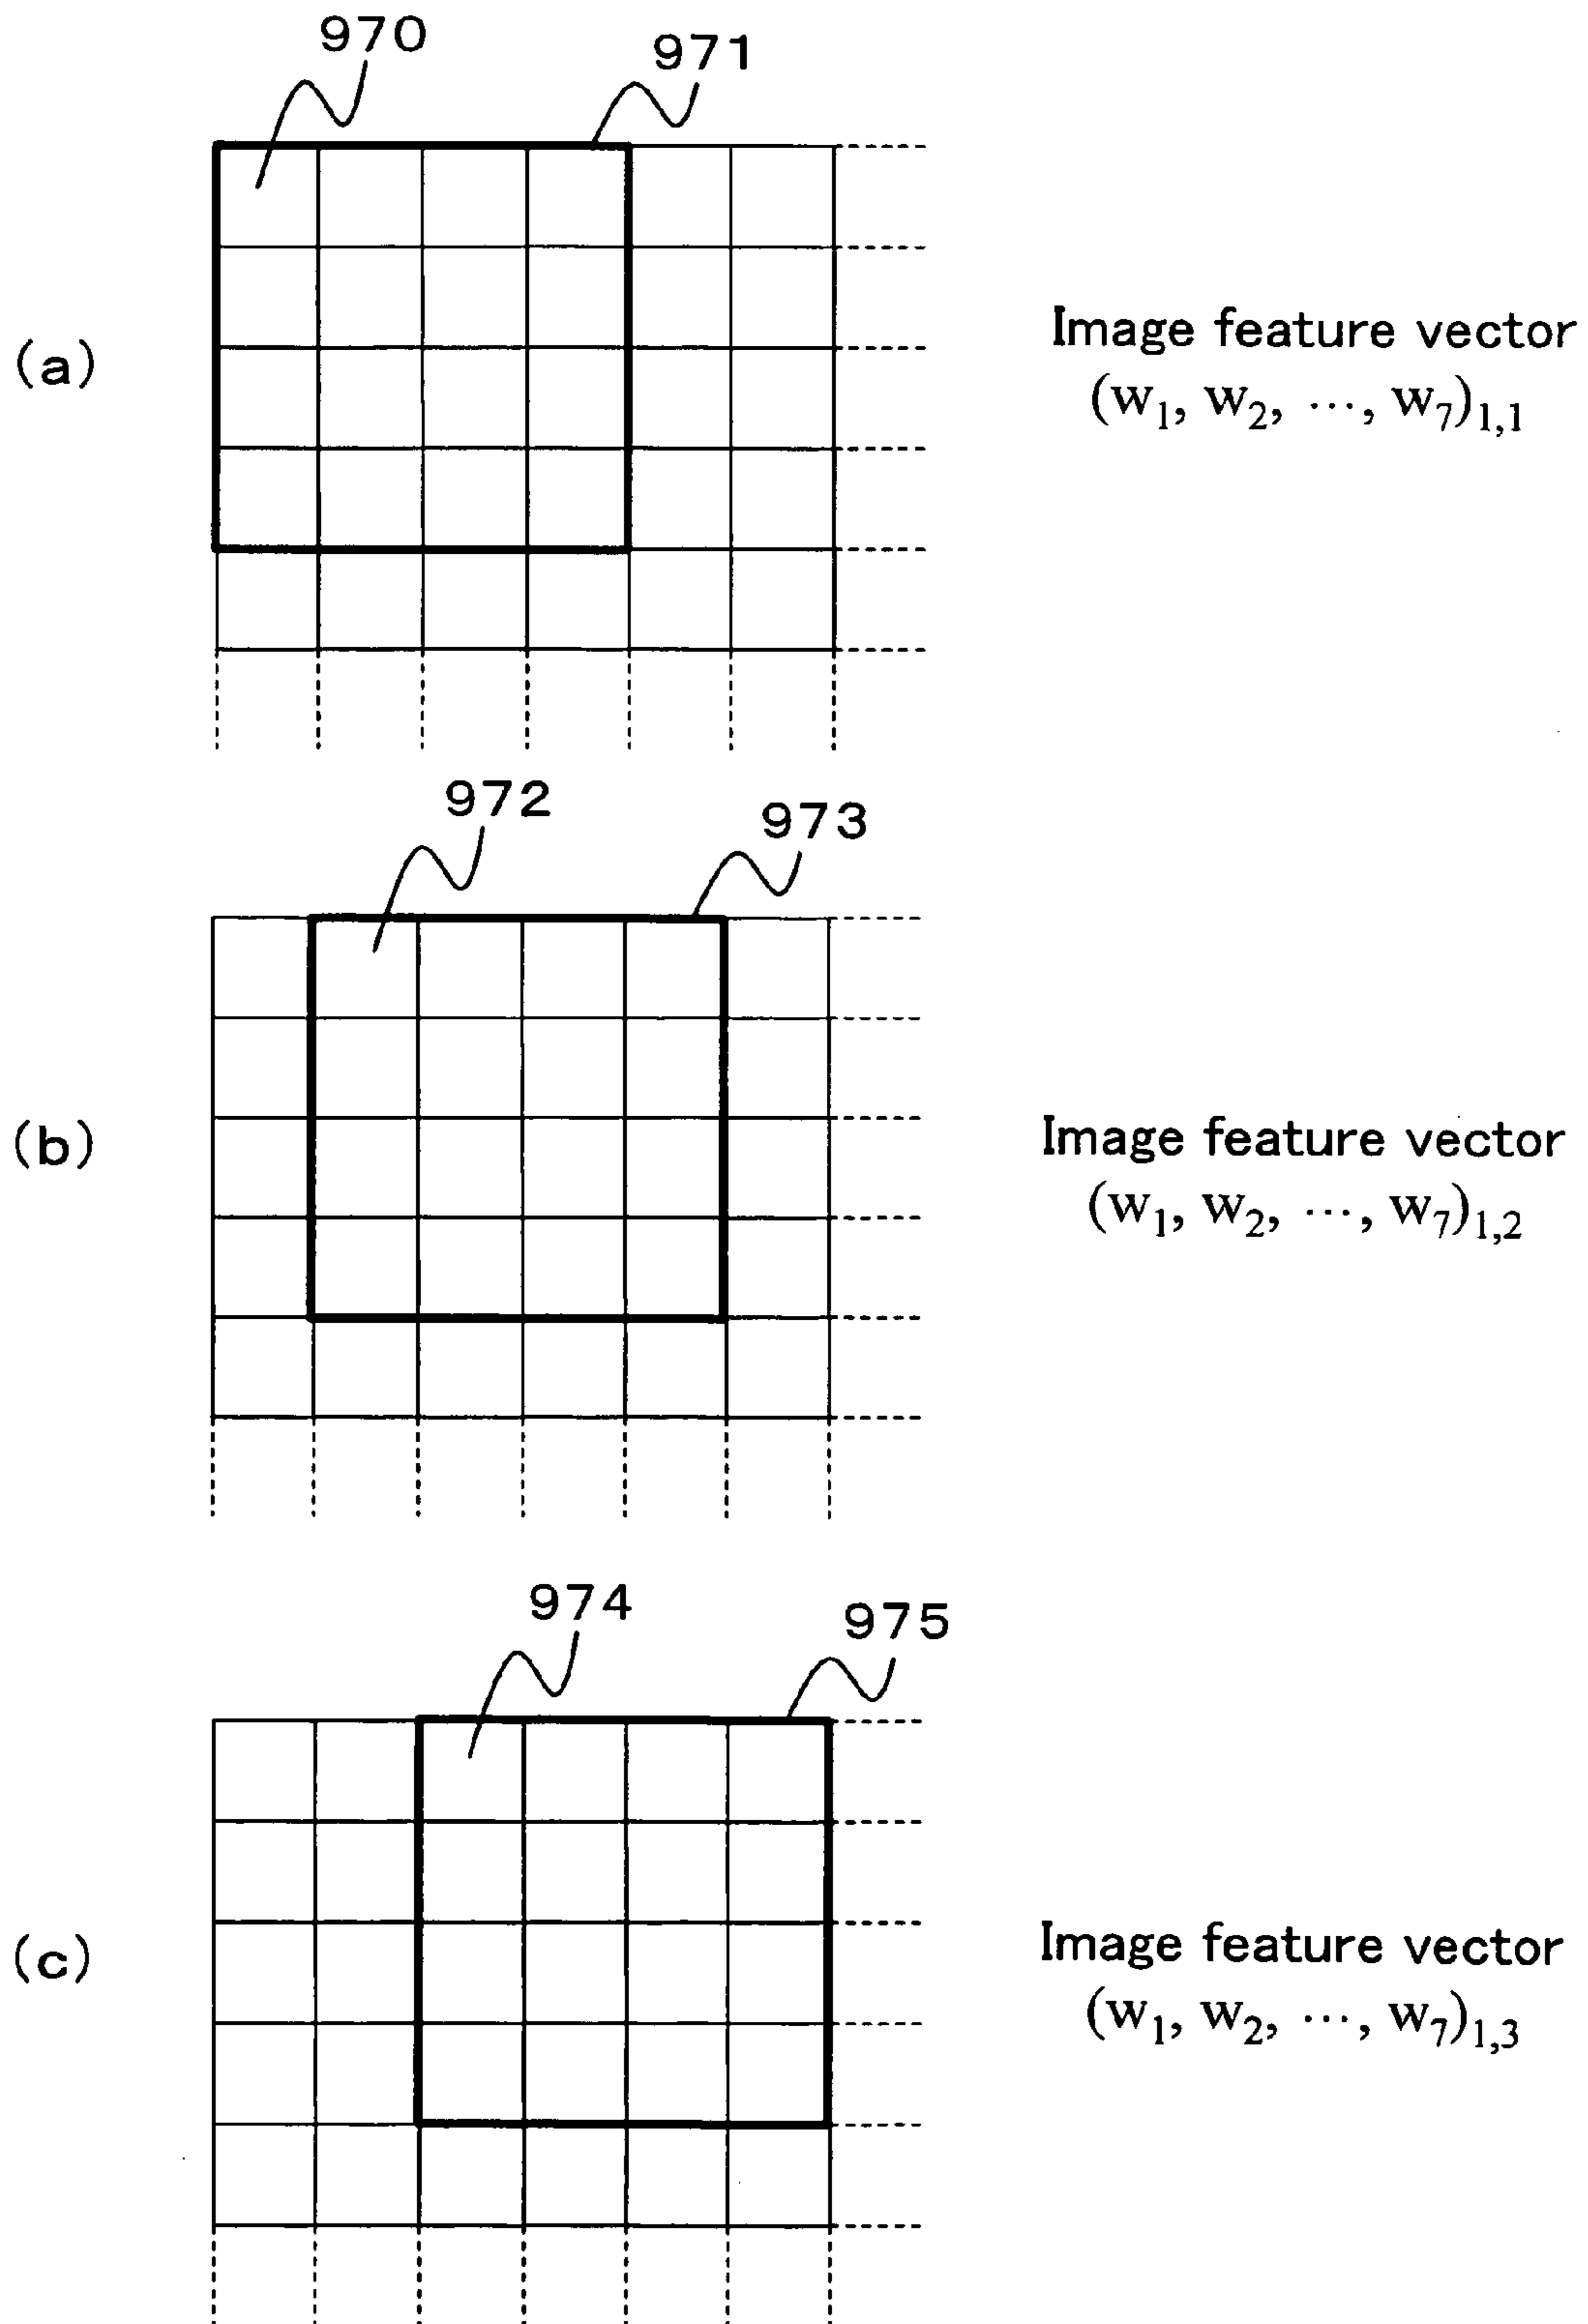 970
971
(a)
Image feature vector
(w₁, w₂, ⋯, w₇)₁,₁
972
973
(b)
Image feature vector
(w₁, w₂, ⋯, w₇)₁,₂
974
975
(c)
Image feature vector
(w₁, w₂, ⋯, w₇)₁,₃